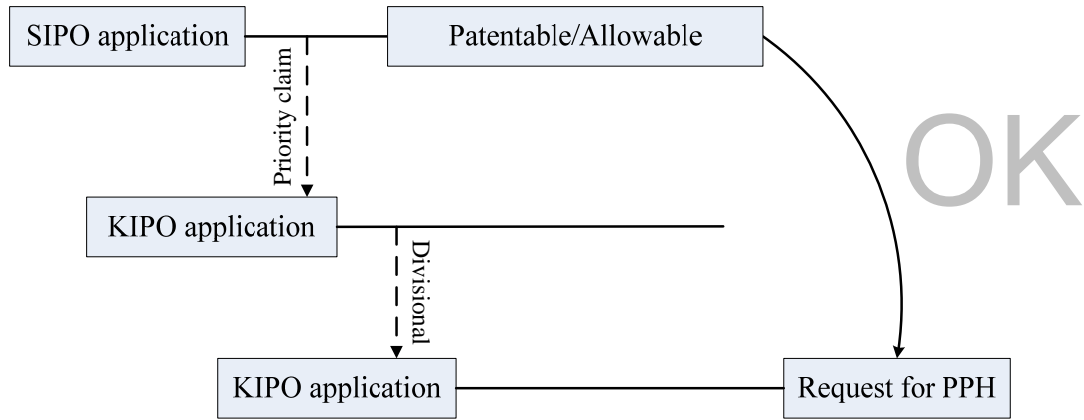 SIPO application
Patentable/Allowable
Priority claim
OK
KIPO application
Divisional
KIPO application
Request for PPH